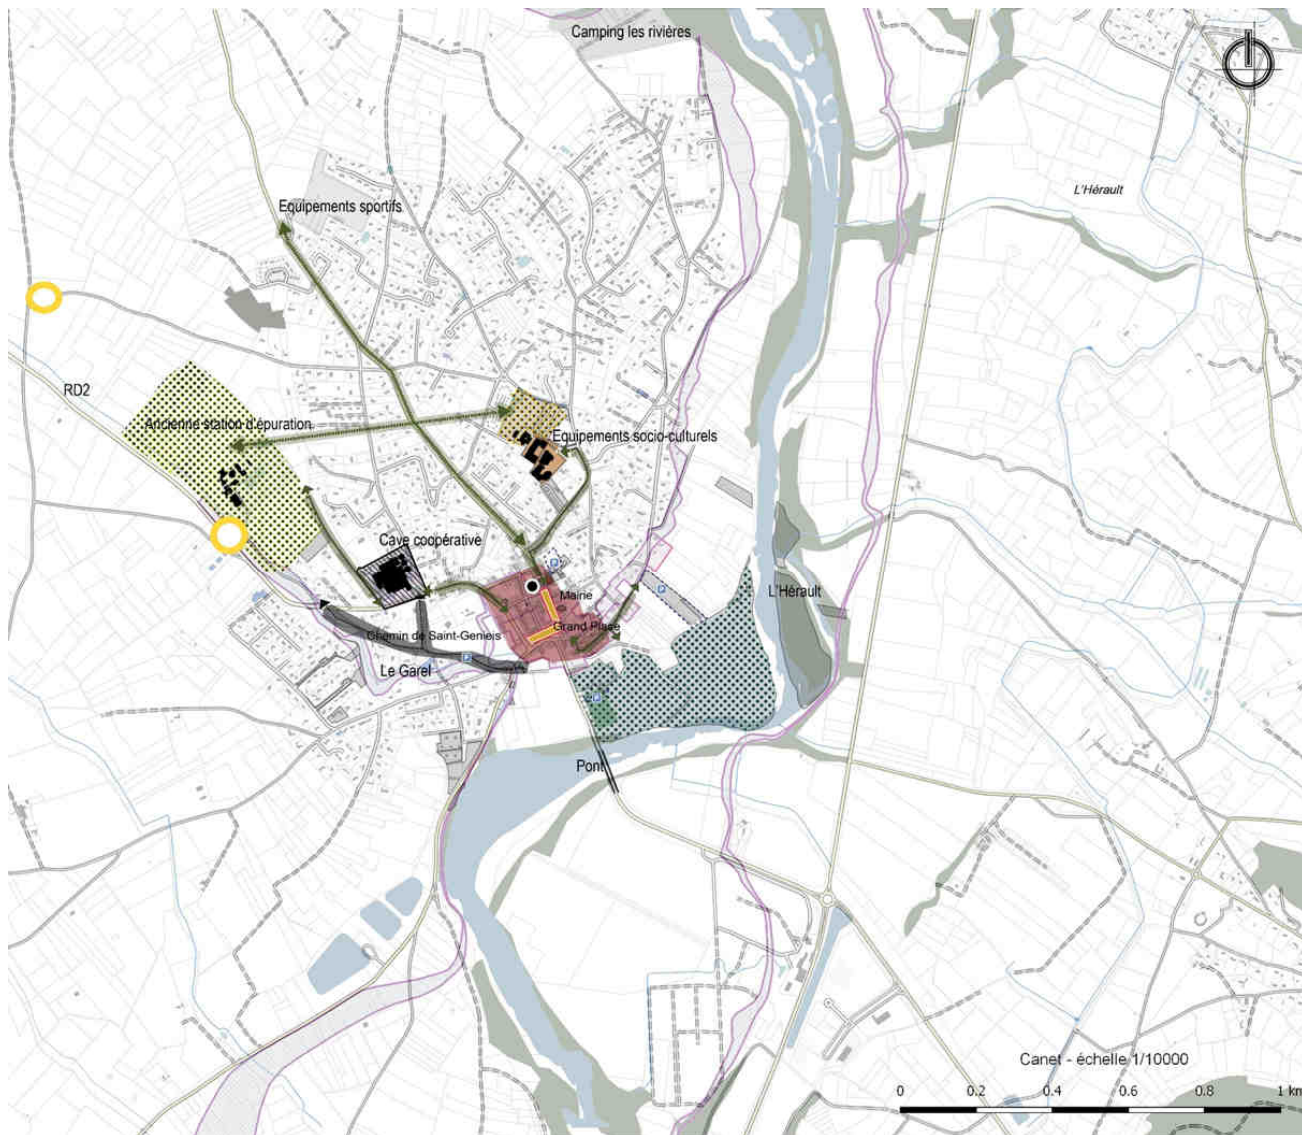 Camping les rivières
L'Hérault
Equipements sportifs
RD2
Ancienne station d'épuration
Equipements socio-culturels
Cave coopérative
P
Mairie
P
L'Hérault
Grand Place
Chemin de Saint-Genieis
P
Le Garel
P
Pont
Canet - échelle 1/10000
0 0.2 0.4 0.6 0.8 1 km